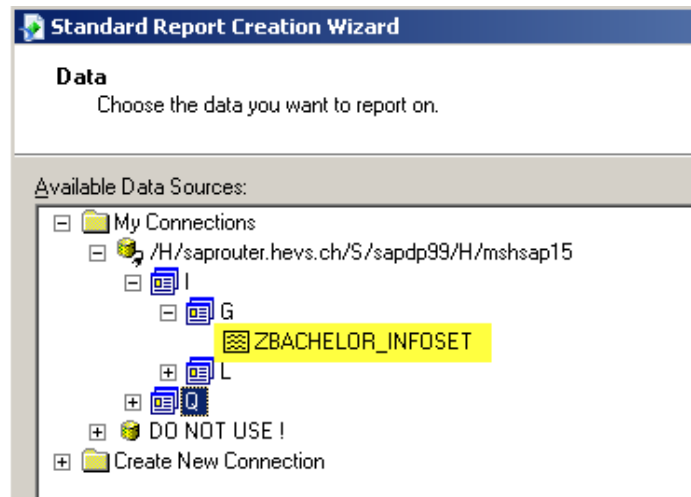 Standard Report Creation Wizard
Data
Choose the data you want to report on.
Available Data Sources:
My Connections
/H/saprouter.hevs.ch/S/sapdp99/H/mshsap15
I
G
ZBACHELOR_INFOSET
L
Q
DO NOT USE !
Create New Connection